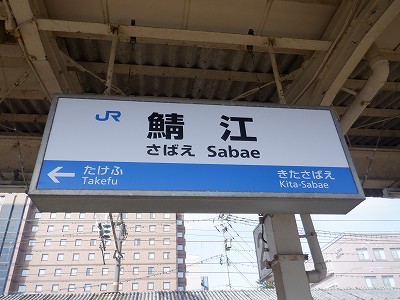 JR
鯖江
さばえ Sabae
← たけふ きたさばえ
Takefu Kita-Sabae